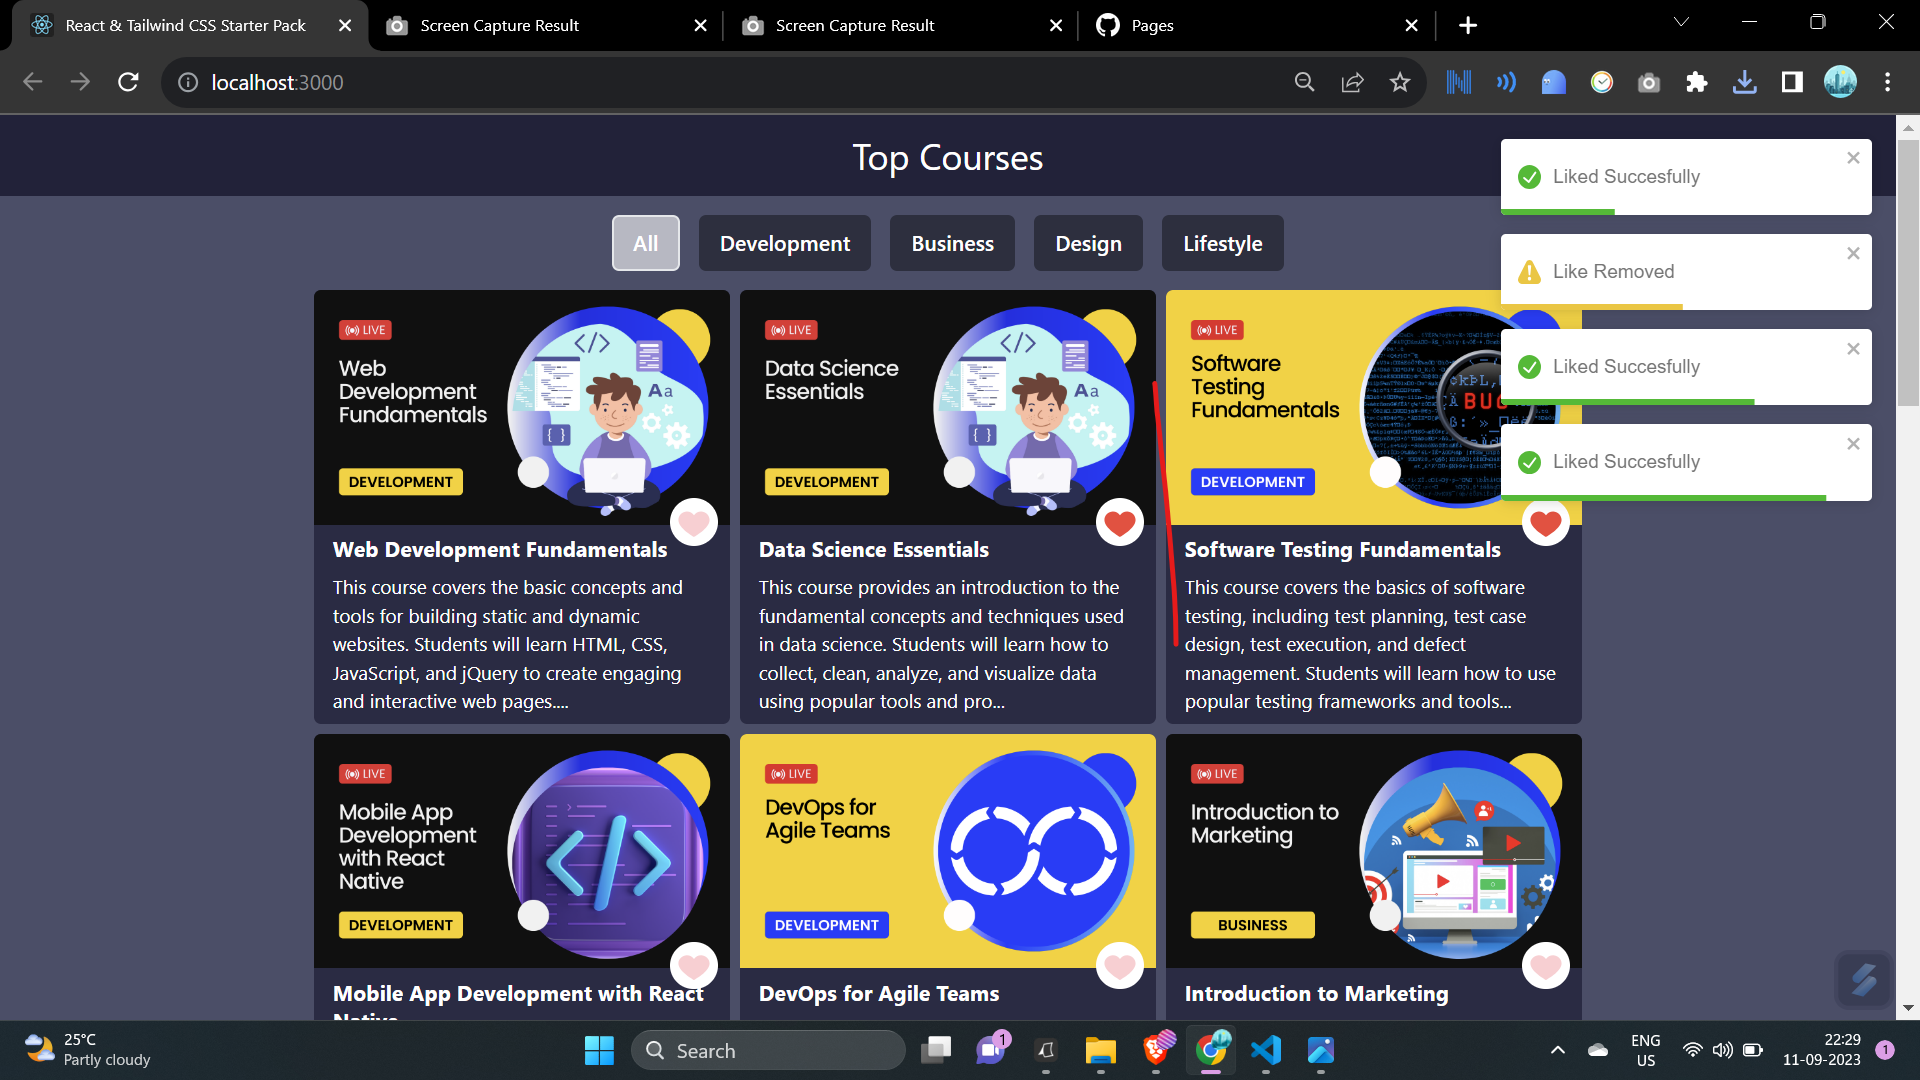 React & Tailwind CSS Starter Pack
Screen Capture Result
Screen Capture Result
Pages
localhost:3000
Top Courses
All
Development
Business
Design
Lifestyle
Liked Succesfully
Like Removed
Liked Succesfully
Liked Succesfully
LIVE
Web
Development
Fundamentals
DEVELOPMENT
Web Development Fundamentals
This course covers the basic concepts and
tools for building static and dynamic
websites. Students will learn HTML, CSS,
JavaScript, and jQuery to create engaging
and interactive web pages....
LIVE
Data Science
Essentials
DEVELOPMENT
Data Science Essentials
This course provides an introduction to the
fundamental concepts and techniques used
in data science. Students will learn how to
collect, clean, analyze, and visualize data
using popular tools and pro...
LIVE
Software
Testing
Fundamentals
BUG
DEVELOPMENT
Software Testing Fundamentals
This course covers the basics of software
testing, including test planning, test case
design, test execution, and defect
management. Students will learn how to use
popular testing frameworks and tools...
LIVE
Mobile App
Development
with React
Native
DEVELOPMENT
Mobile App Development with React
Native
LIVE
DevOps for
Agile Teams
DEVELOPMENT
DevOps for Agile Teams
LIVE
Introduction to
Marketing
BUSINESS
Introduction to Marketing
25°C
Partly cloudy
Search
1
ENG
US
22:29
11-09-2023
1